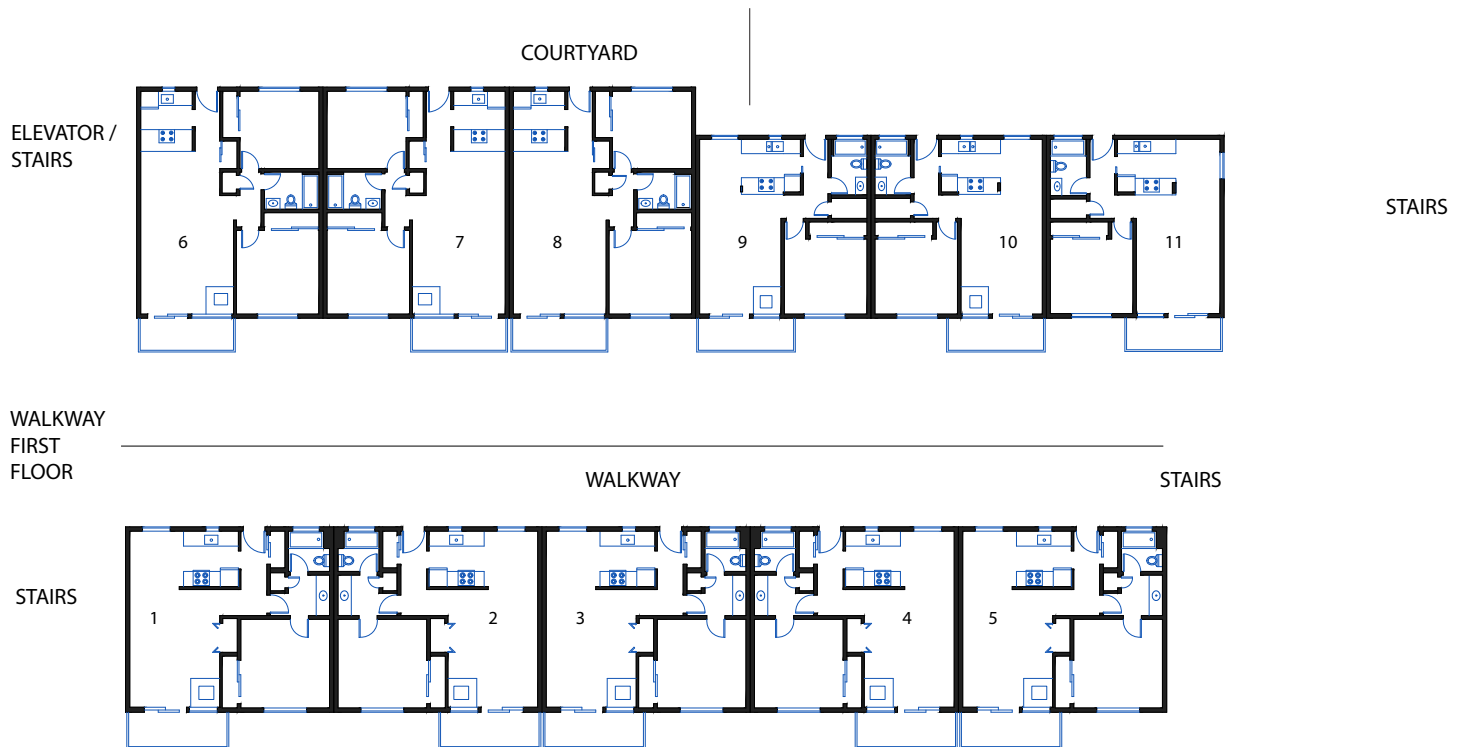 COURTYARD
ELEVATOR /
STAIRS
STAIRS
6
7
8
9
10
11
WALKWAY
FIRST
FLOOR
WALKWAY
STAIRS
STAIRS
1
2
3
4
5